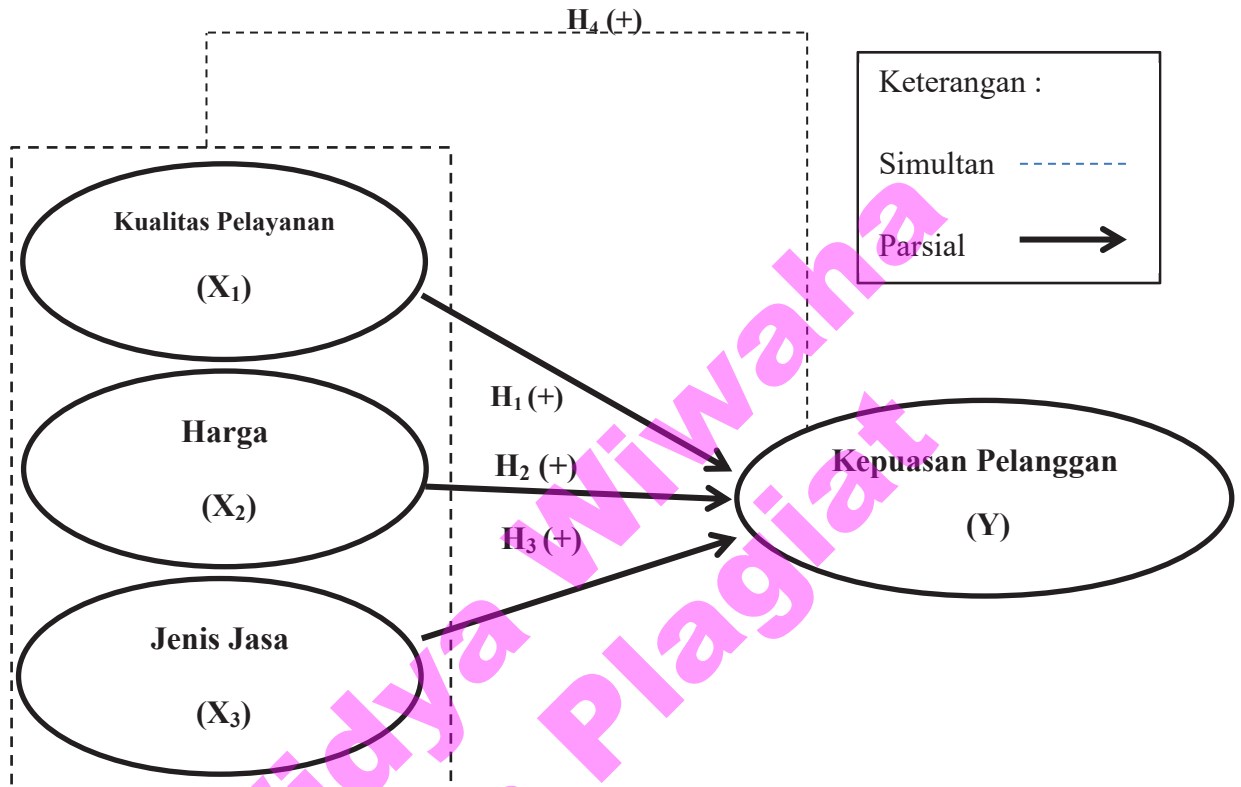 H₄ (+)
Keterangan :
Simultan
Parsial
Kualitas Pelayanan
(X₁)
H₁ (+)
Harga
(X₂)
H₂ (+)
H₃ (+)
Kepuasan Pelanggan
(Y)
Jenis Jasa
(X₃)
Widya Wiwaha
Plagiat